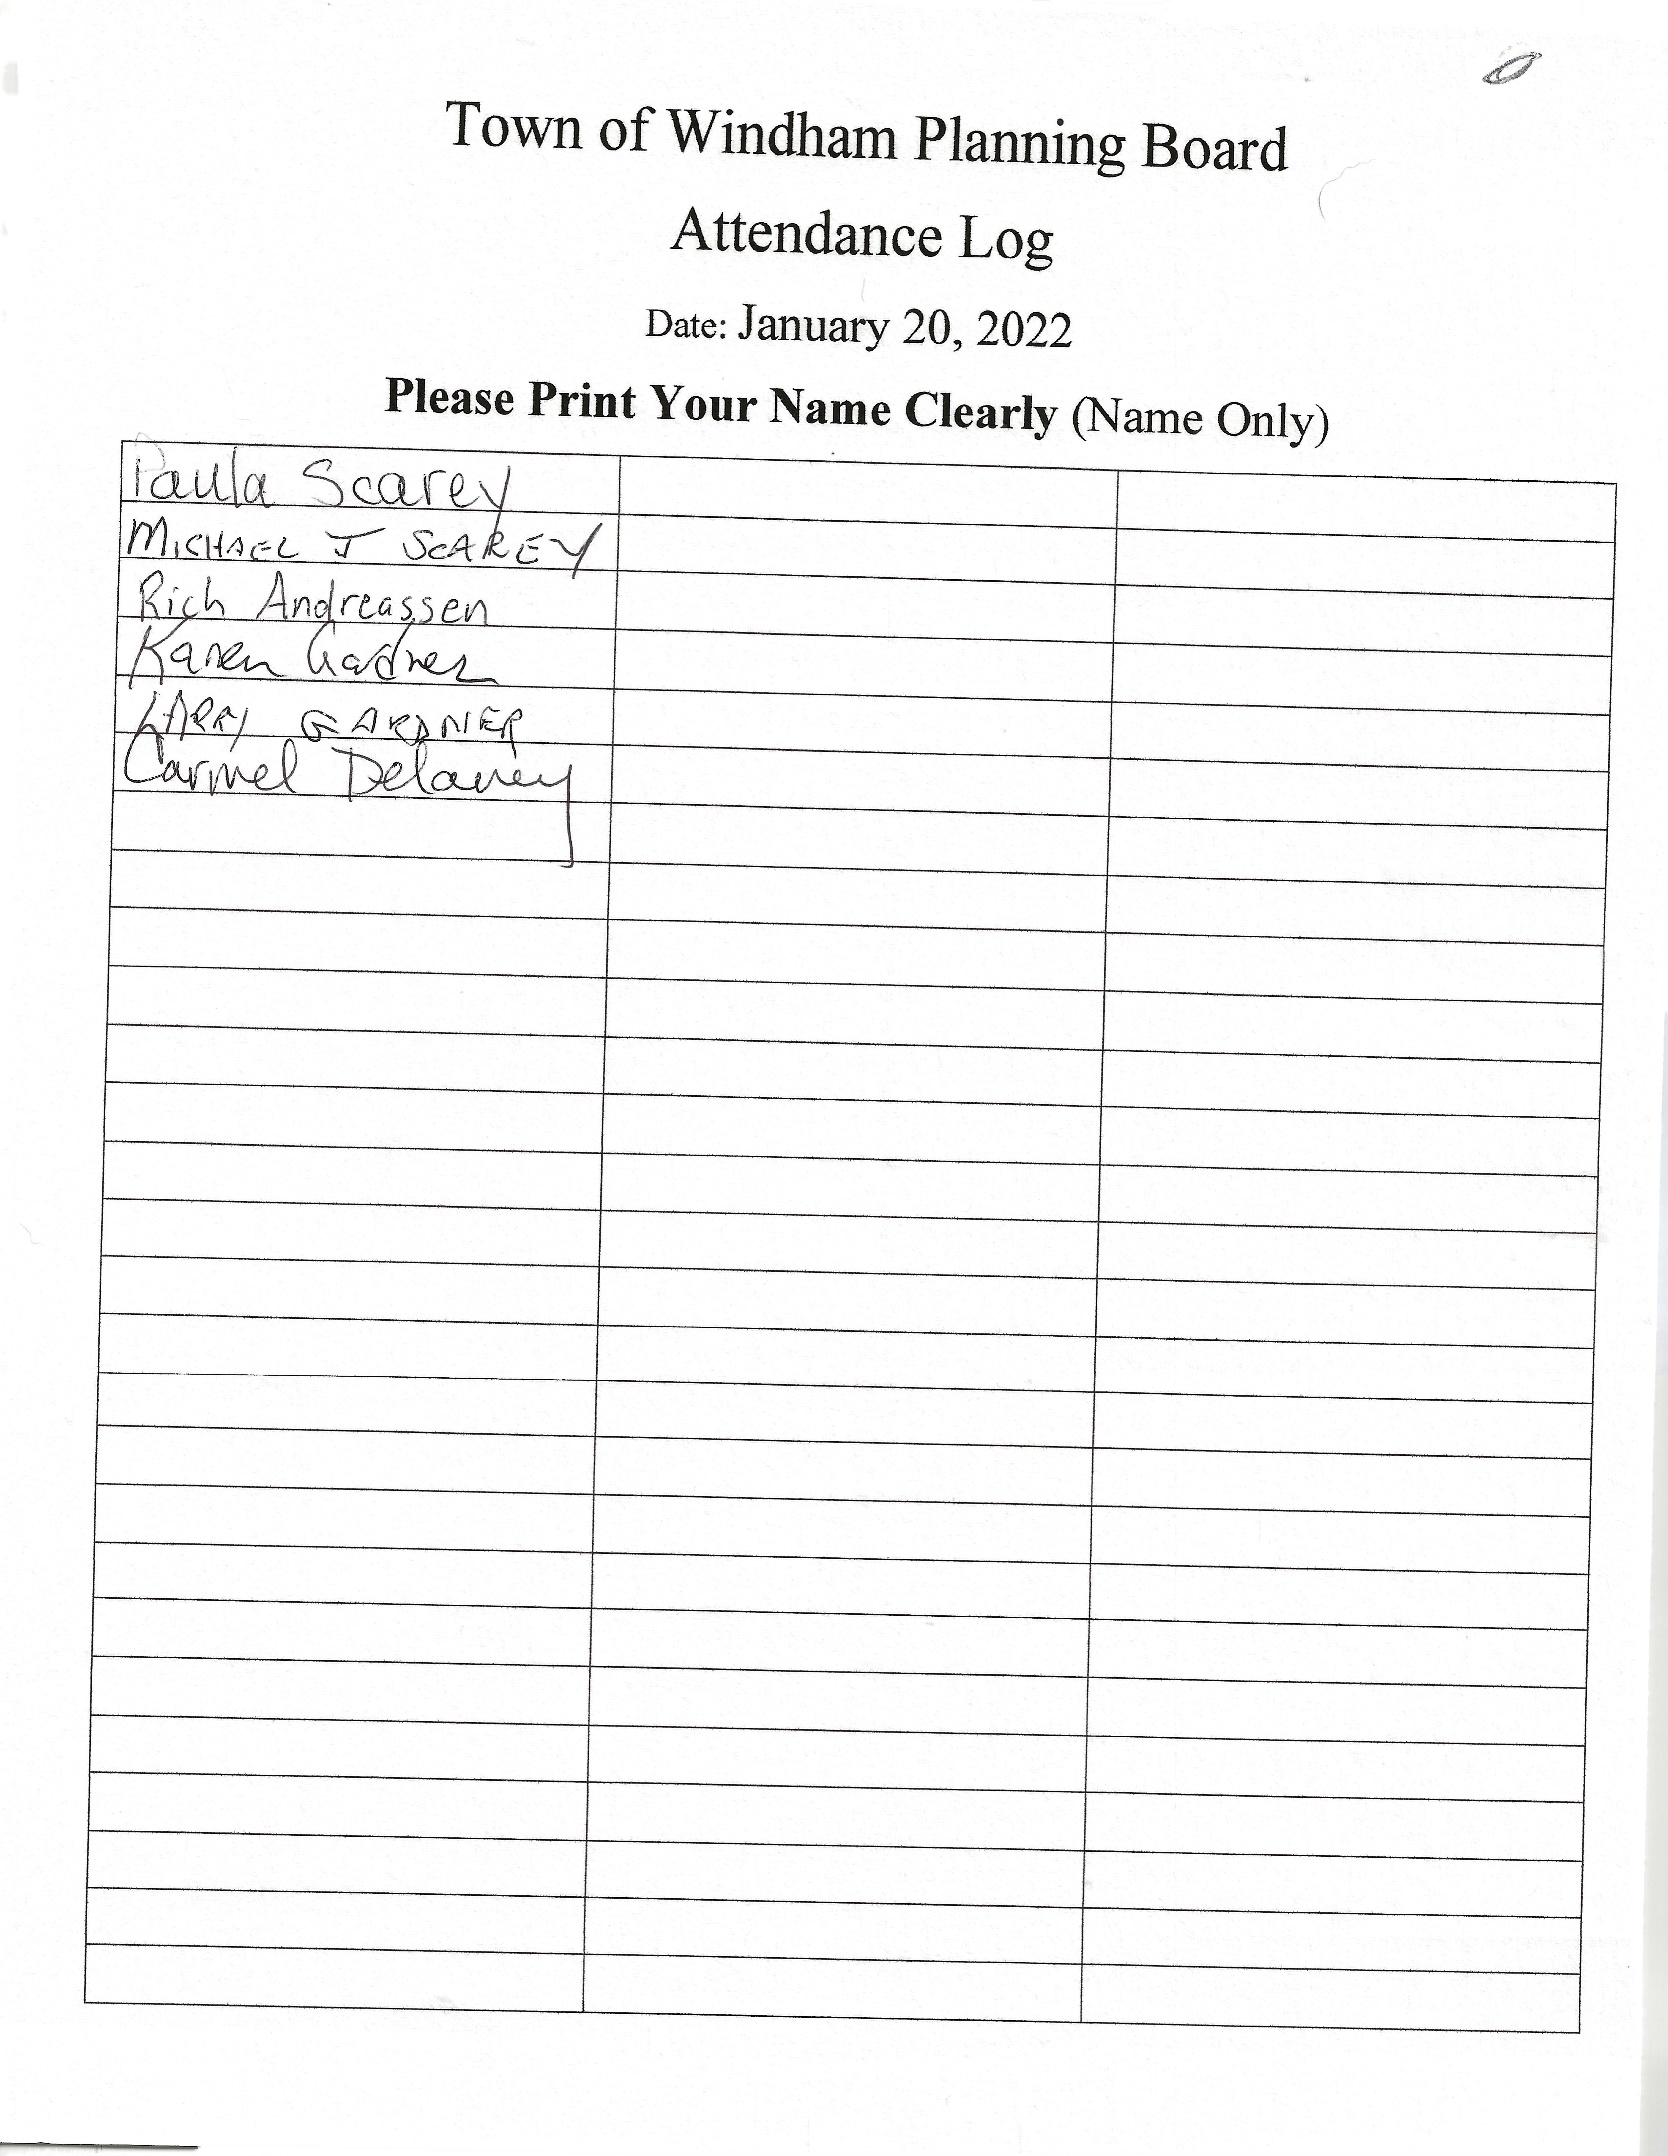 Town of Windham Planning Board
Attendance Log
Date: January 20, 2022
Please Print Your Name Clearly (Name Only)
Paula Scarey
MICHAEL J SCAREY
Rich Andreassen
Karen Gardner
LARRY GARDNER
Carmel Delaney